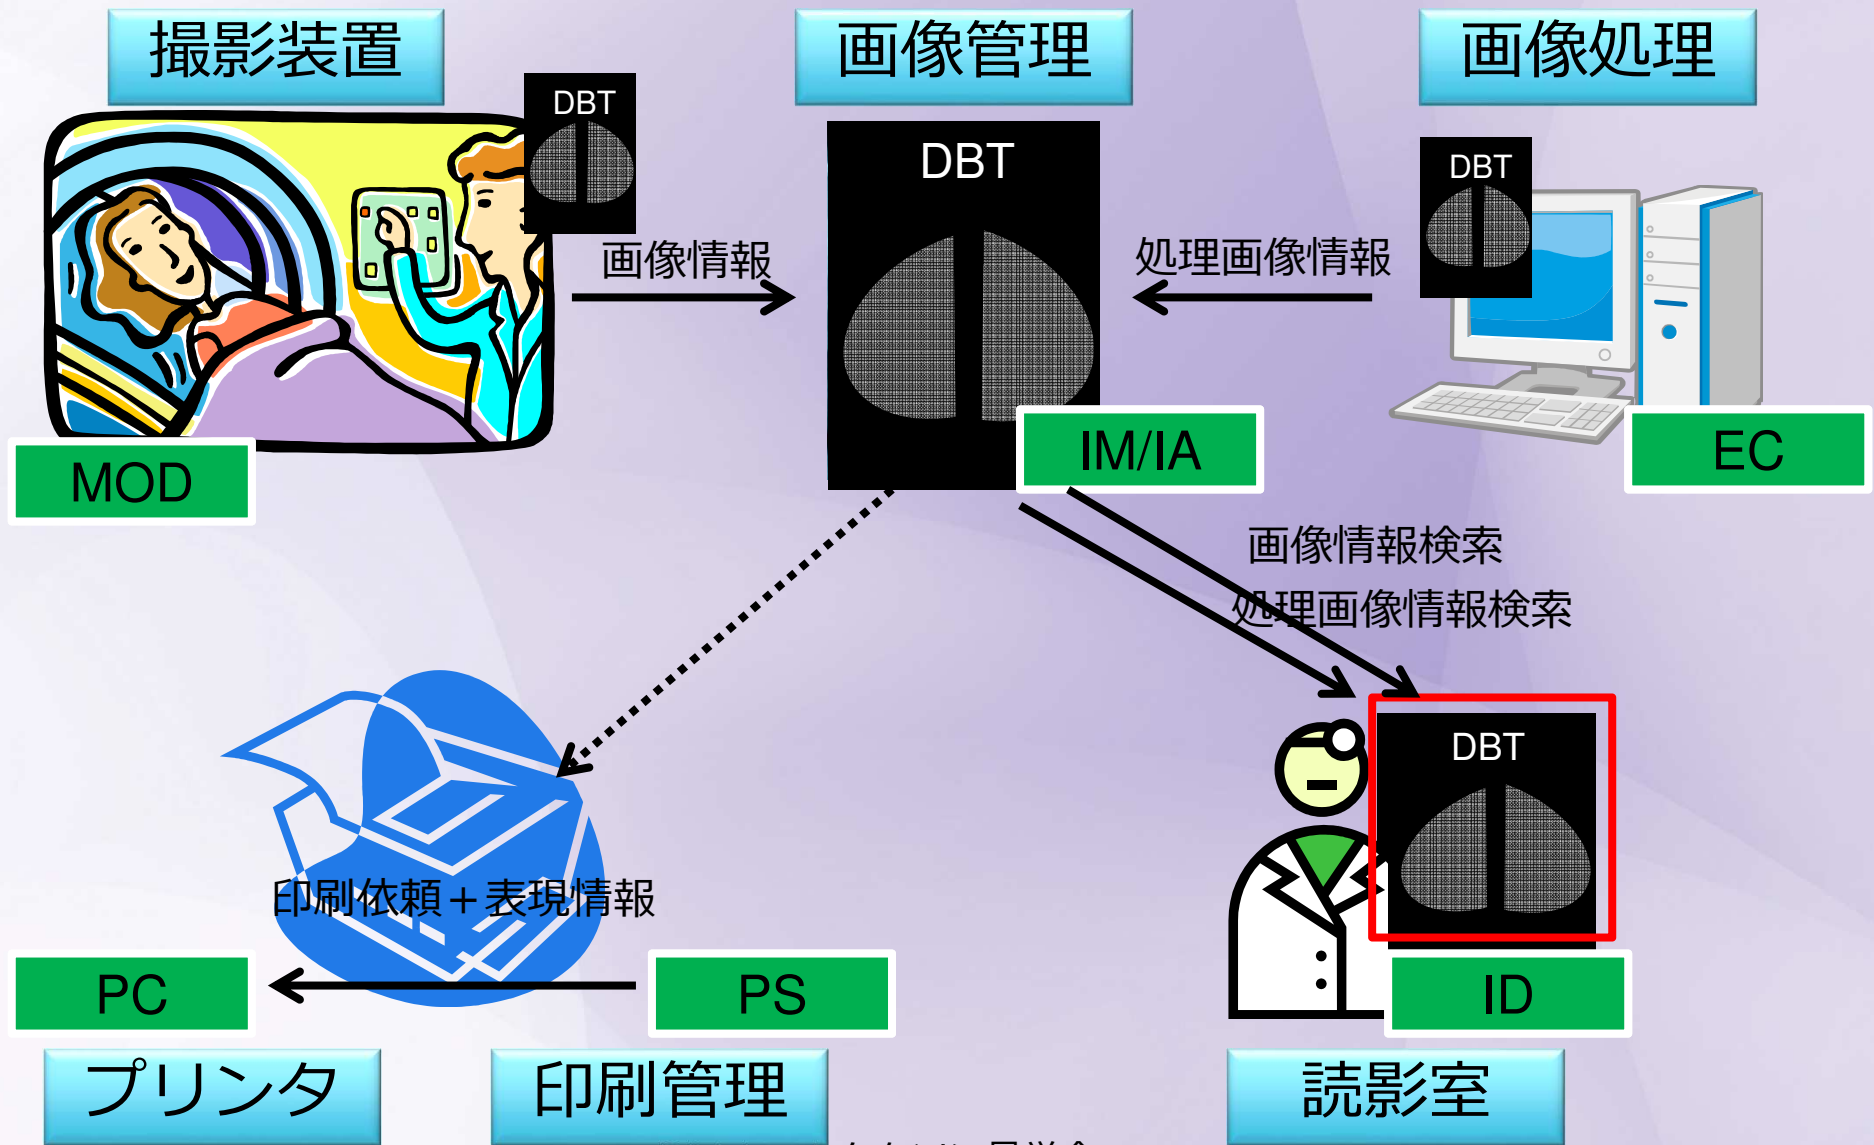 撮影装置
画像管理
画像処理
DBT
DBT
DBT
画像情報
処理画像情報
MOD
IM/IA
EC
画像情報検索
処理画像情報検索
DBT
印刷依頼＋表現情報
PC
PS
ID
プリンタ
印刷管理
読影室